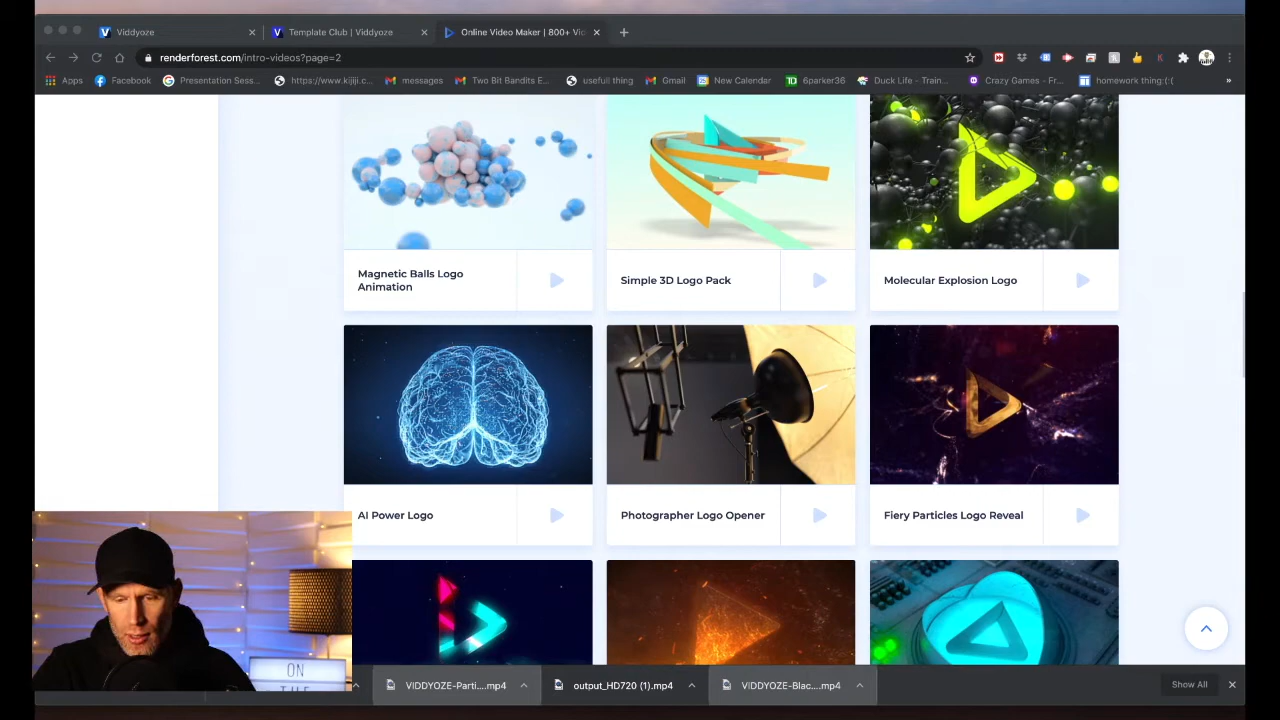 Viddyoze
Template Club | Viddyoze
Online Video Maker | 800+ Vid
renderforest.com/intro-videos?page=2
Apps
Facebook
Presentation Sess...
https://www.kijiji.c...
messages
Two Bit Bandits E...
usefull thing
Gmail
New Calendar
6parker36
Duck Life - Train...
Crazy Games - Fr...
homework thing:(:(
»
Magnetic Balls Logo
Animation
Simple 3D Logo Pack
Molecular Explosion Logo
AI Power Logo
Photographer Logo Opener
Fiery Particles Logo Reveal
ON
THE
VIDDYOZE-Parti....mp4
output_HD720 (1).mp4
VIDDYOZE-Blac....mp4
Show All